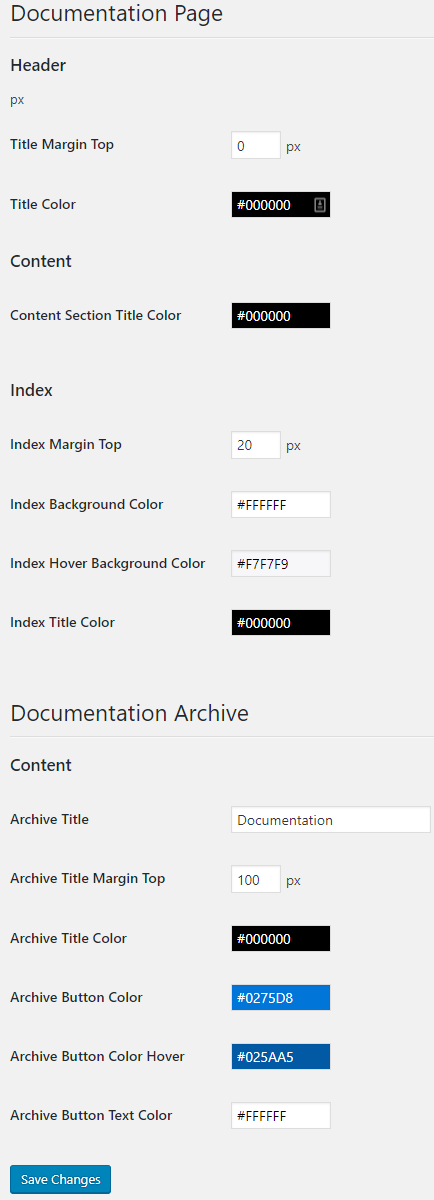 Documentation Page
Header
px
Title Margin Top 0 px
Title Color #000000
Content
Content Section Title Color #000000
Index
Index Margin Top 20 px
Index Background Color #FFFFFF
Index Hover Background Color #F7F7F9
Index Title Color #000000
Documentation Archive
Content
Archive Title Documentation
Archive Title Margin Top 100 px
Archive Title Color #000000
Archive Button Color #0275D8
Archive Button Color Hover #025AA5
Archive Button Text Color #FFFFFF
Save Changes